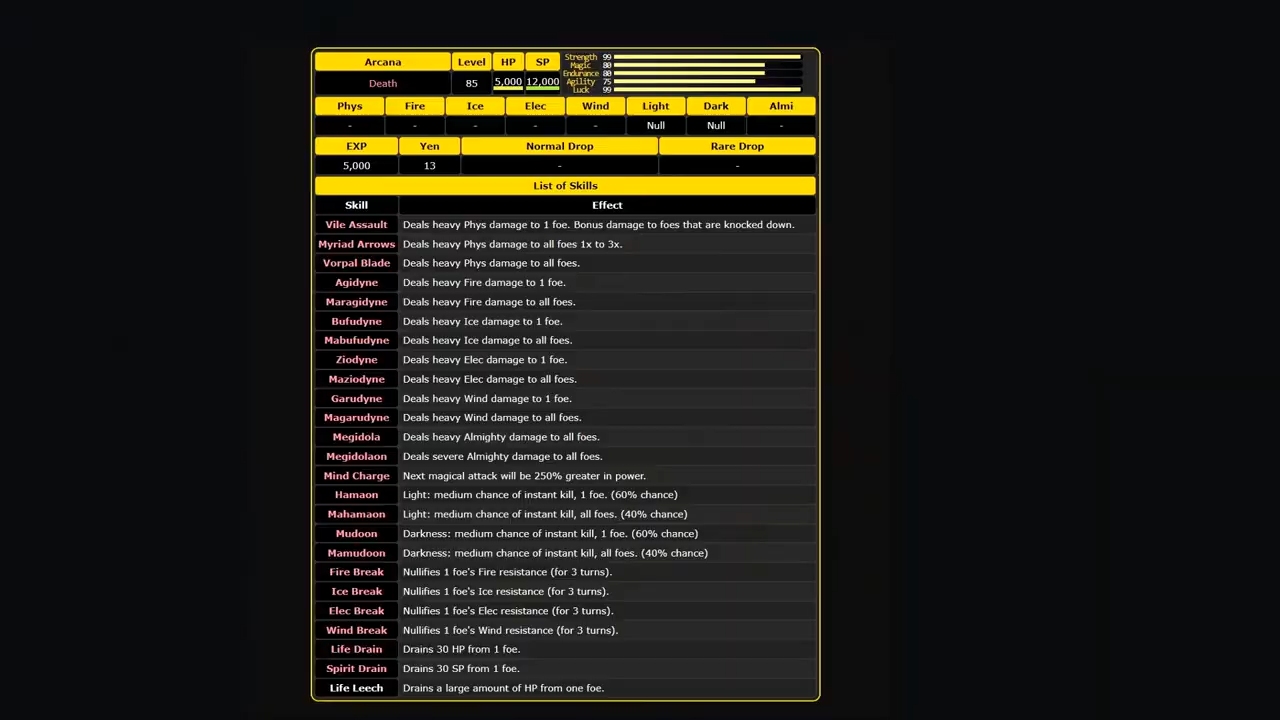 Arcana Level HP SP
Death 85 5,000 12,000
Strength 99
Magic 80
Endurance 80
Agility 75
Luck 99
Phys Fire Ice Elec Wind Light Dark Almi
- - - - - Null Null -
EXP Yen Normal Drop Rare Drop
5,000 13 - -
List of Skills
Skill Effect
Vile Assault Deals heavy Phys damage to 1 foe. Bonus damage to foes that are knocked down.
Myriad Arrows Deals heavy Phys damage to all foes 1x to 3x.
Vorpal Blade Deals heavy Phys damage to all foes.
Agidyne Deals heavy Fire damage to 1 foe.
Maragidyne Deals heavy Fire damage to all foes.
Bufudyne Deals heavy Ice damage to 1 foe.
Mabufudyne Deals heavy Ice damage to all foes.
Ziodyne Deals heavy Elec damage to 1 foe.
Maziodyne Deals heavy Elec damage to all foes.
Garudyne Deals heavy Wind damage to 1 foe.
Magarudyne Deals heavy Wind damage to all foes.
Megidola Deals heavy Almighty damage to all foes.
Megidolaon Deals severe Almighty damage to all foes.
Mind Charge Next magical attack will be 250% greater in power.
Hamaon Light: medium chance of instant kill, 1 foe. (60% chance)
Mahamaon Light: medium chance of instant kill, all foes. (40% chance)
Mudoon Darkness: medium chance of instant kill, 1 foe. (60% chance)
Mamudoon Darkness: medium chance of instant kill, all foes. (40% chance)
Fire Break Nullifies 1 foe's Fire resistance (for 3 turns).
Ice Break Nullifies 1 foe's Ice resistance (for 3 turns).
Elec Break Nullifies 1 foe's Elec resistance (for 3 turns).
Wind Break Nullifies 1 foe's Wind resistance (for 3 turns).
Life Drain Drains 30 HP from 1 foe.
Spirit Drain Drains 30 SP from 1 foe.
Life Leech Drains a large amount of HP from one foe.